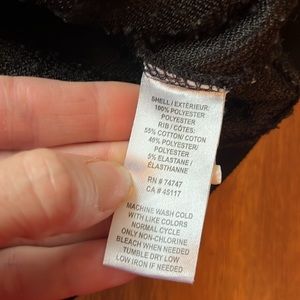 SHELL / EXTÉRIEUR:
100% POLYESTER
POLYESTER
RIB / CÔTES:
55% COTTON/ COTON
40% POLYESTER/
POLYESTER
5% ELASTANE /
ÉLASTHANNE
RN # 74747
CA # 45117
MACHINE WASH COLD
WITH LIKE COLORS
NORMAL CYCLE
ONLY NON-CHLORINE
BLEACH WHEN NEEDED
TUMBLE DRY LOW
LOW IRON IF NEEDED